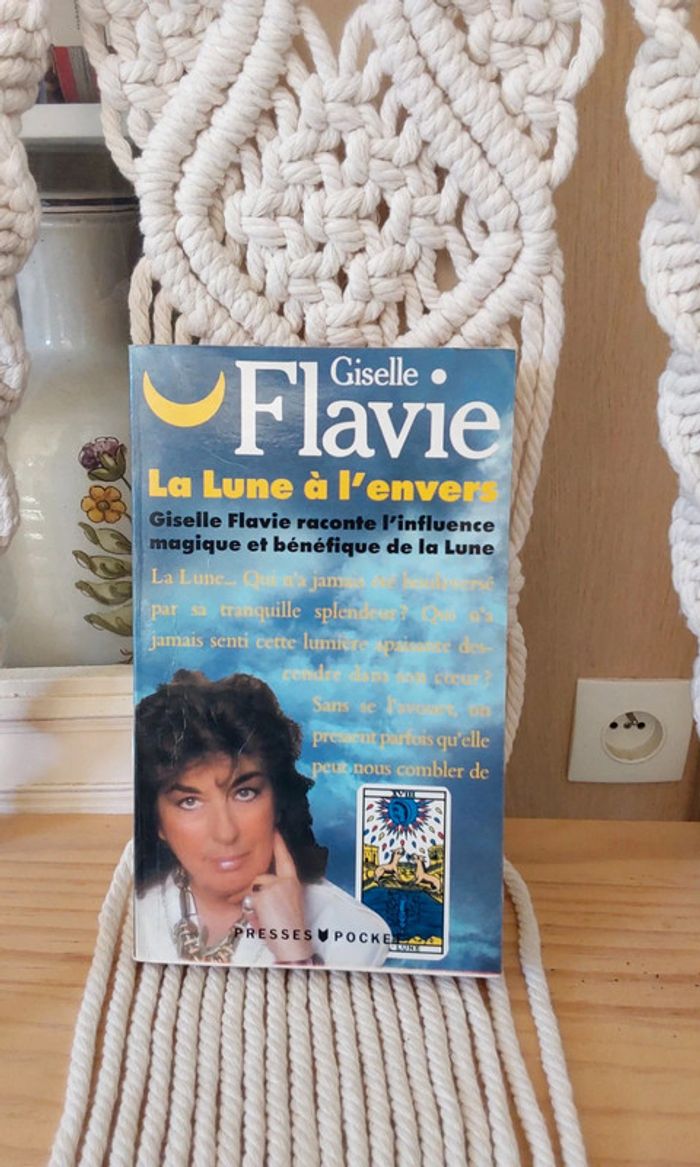 Giselle
Flavie
La Lune à l'envers
Giselle Flavie raconte l'influence
magique et bénéfique de la Lune
La Lune... Qui n'a jamais été bouleversé
par sa tranquille splendeur? Qui n'a
jamais senti cette lumière apaisante des-
cendre dans son cœur?
Sans se l'avouer, on
pressent parfois qu'elle
peut nous combler de
XVIII
PRESSES POCKET
LUNE